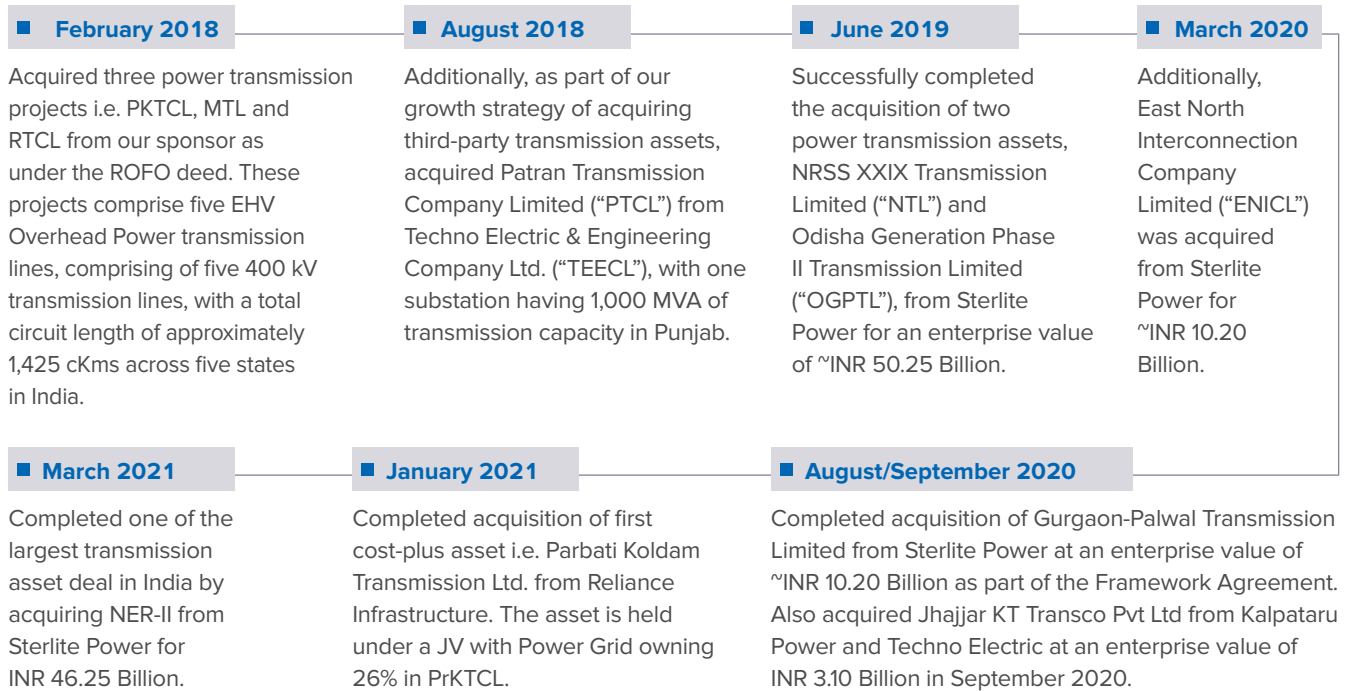 February 2018
Acquired three power transmission
projects i.e. PKTCL, MTL and
RTCL from our sponsor as
under the ROFO deed. These
projects comprise five EHV
Overhead Power transmission
lines, comprising of five 400 kV
transmission lines, with a total
circuit length of approximately
1,425 cKms across five states
in India.
August 2018
Additionally, as part of our
growth strategy of acquiring
third-party transmission assets,
acquired Patran Transmission
Company Limited (“PTCL”) from
Techno Electric & Engineering
Company Ltd. (“TEECL”), with one
substation having 1,000 MVA of
transmission capacity in Punjab.
June 2019
Successfully completed
the acquisition of two
power transmission assets,
NRSS XXIX Transmission
Limited (“NTL”) and
Odisha Generation Phase
II Transmission Limited
(“OGPTL”), from Sterlite
Power for an enterprise value
of ~INR 50.25 Billion.
March 2020
Additionally,
East North
Interconnection
Company
Limited (“ENICL”)
was acquired
from Sterlite
Power for
~INR 10.20
Billion.
August/September 2020
Completed acquisition of Gurgaon-Palwal Transmission
Limited from Sterlite Power at an enterprise value of
~INR 10.20 Billion as part of the Framework Agreement.
Also acquired Jhajjar KT Transco Pvt Ltd from Kalpataru
Power and Techno Electric at an enterprise value of
INR 3.10 Billion in September 2020.
January 2021
Completed acquisition of first
cost-plus asset i.e. Parbati Koldam
Transmission Ltd. from Reliance
Infrastructure. The asset is held
under a JV with Power Grid owning
26% in PrKTCL.
March 2021
Completed one of the
largest transmission
asset deal in India by
acquiring NER-II from
Sterlite Power for
INR 46.25 Billion.